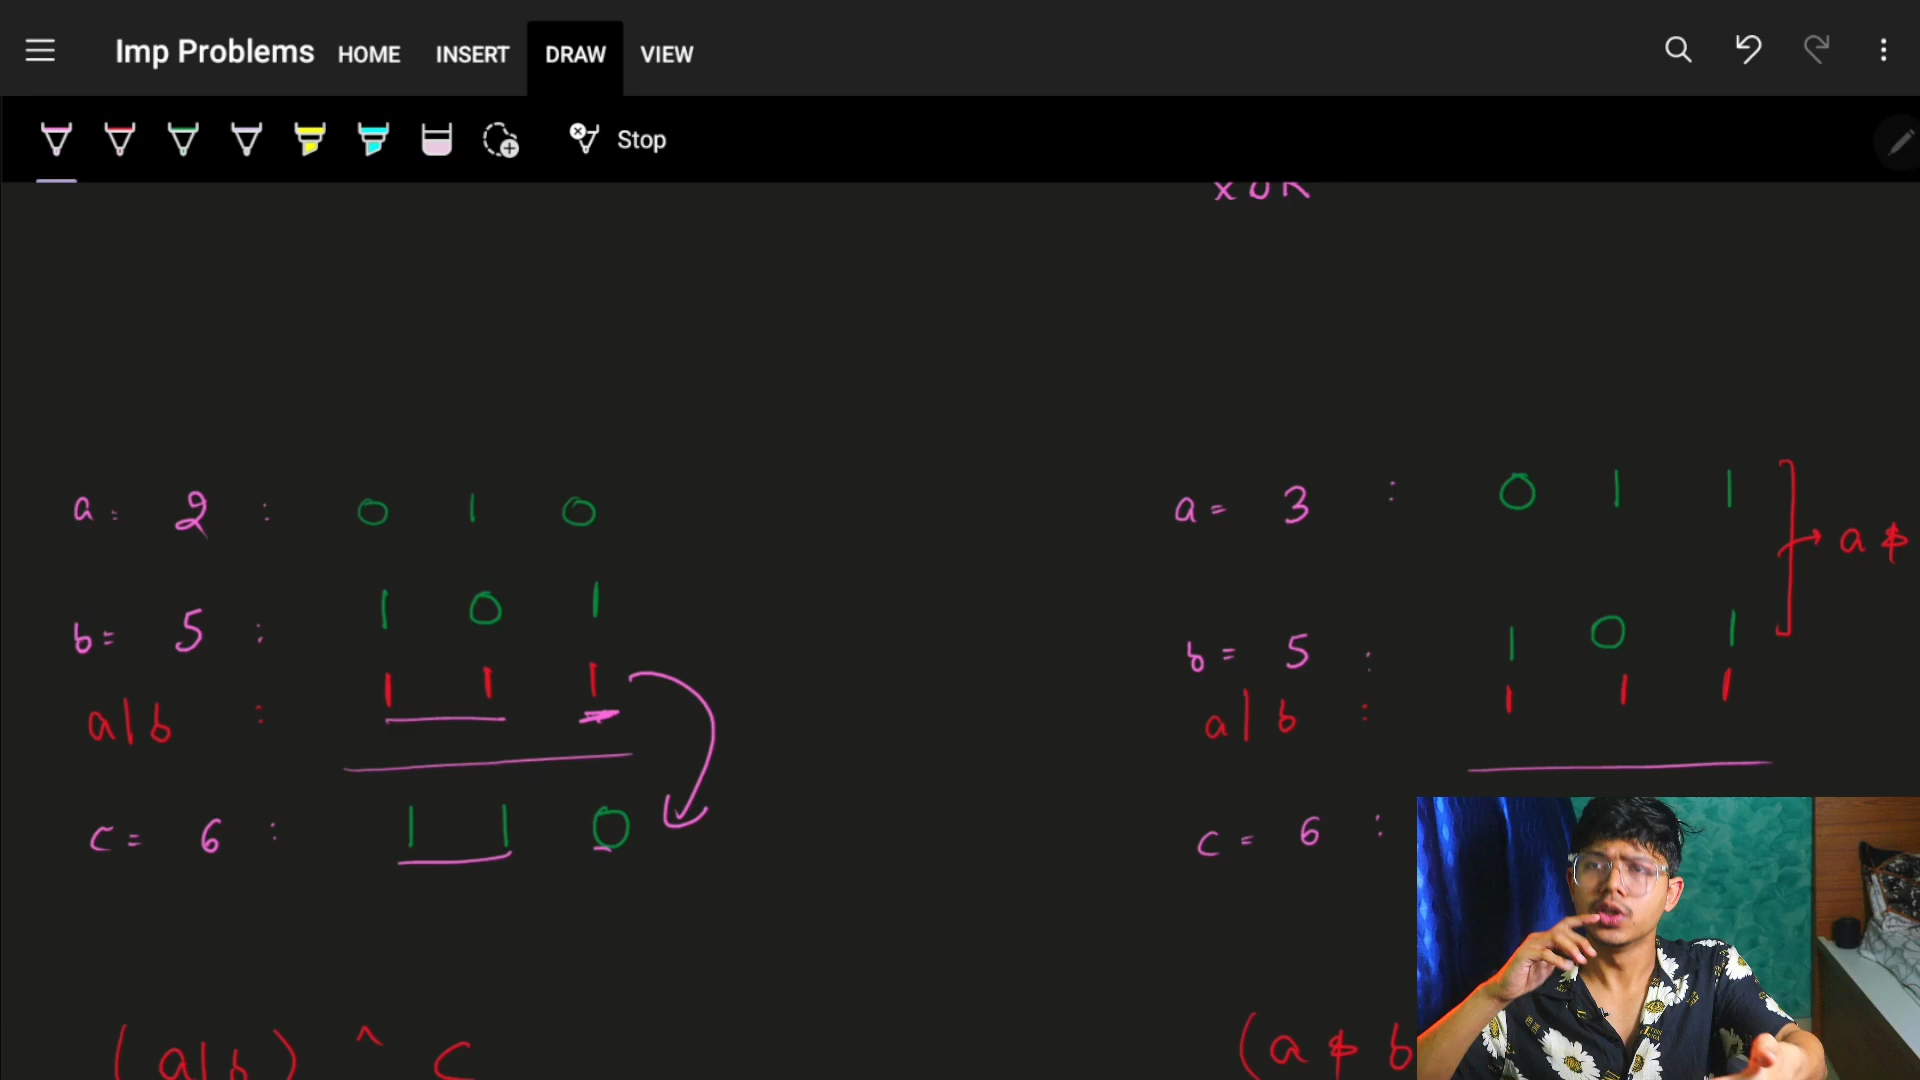 Imp Problems HOME INSERT DRAW VIEW
Stop
XOR
a = 2 : 0 1 0
b = 5 : 1 0 1
a|b : 1 1 1
c = 6 : 1 1 0
(a|b) ^ c
a = 3 : 0 1 1
a &
b = 5 : 1 0 1
a|b : 1 1 1
c = 6 :
(a & b